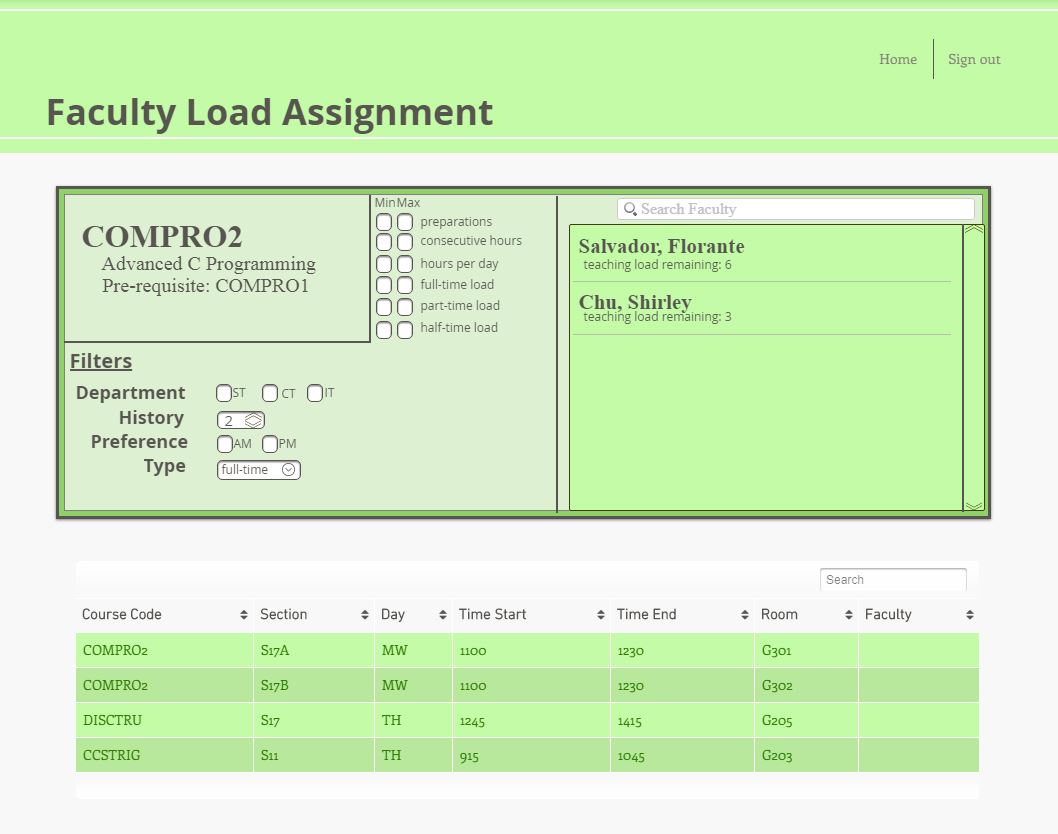 Home Sign out
Faculty Load Assignment
COMPRO2
Advanced C Programming
Pre-requisite: COMPRO1
Min Max
preparations
consecutive hours
hours per day
full-time load
part-time load
half-time load
Filters
Department ST CT IT
History 2
Preference AM PM
Type full-time
Search Faculty
Salvador, Florante
teaching load remaining: 6
Chu, Shirley
teaching load remaining: 3
Search
Course Code Section Day Time Start Time End Room Faculty
COMPRO2 S17A MW 1100 1230 G301
COMPRO2 S17B MW 1100 1230 G302
DISCTRU S17 TH 1245 1415 G205
CCSTRIG S11 TH 915 1045 G203